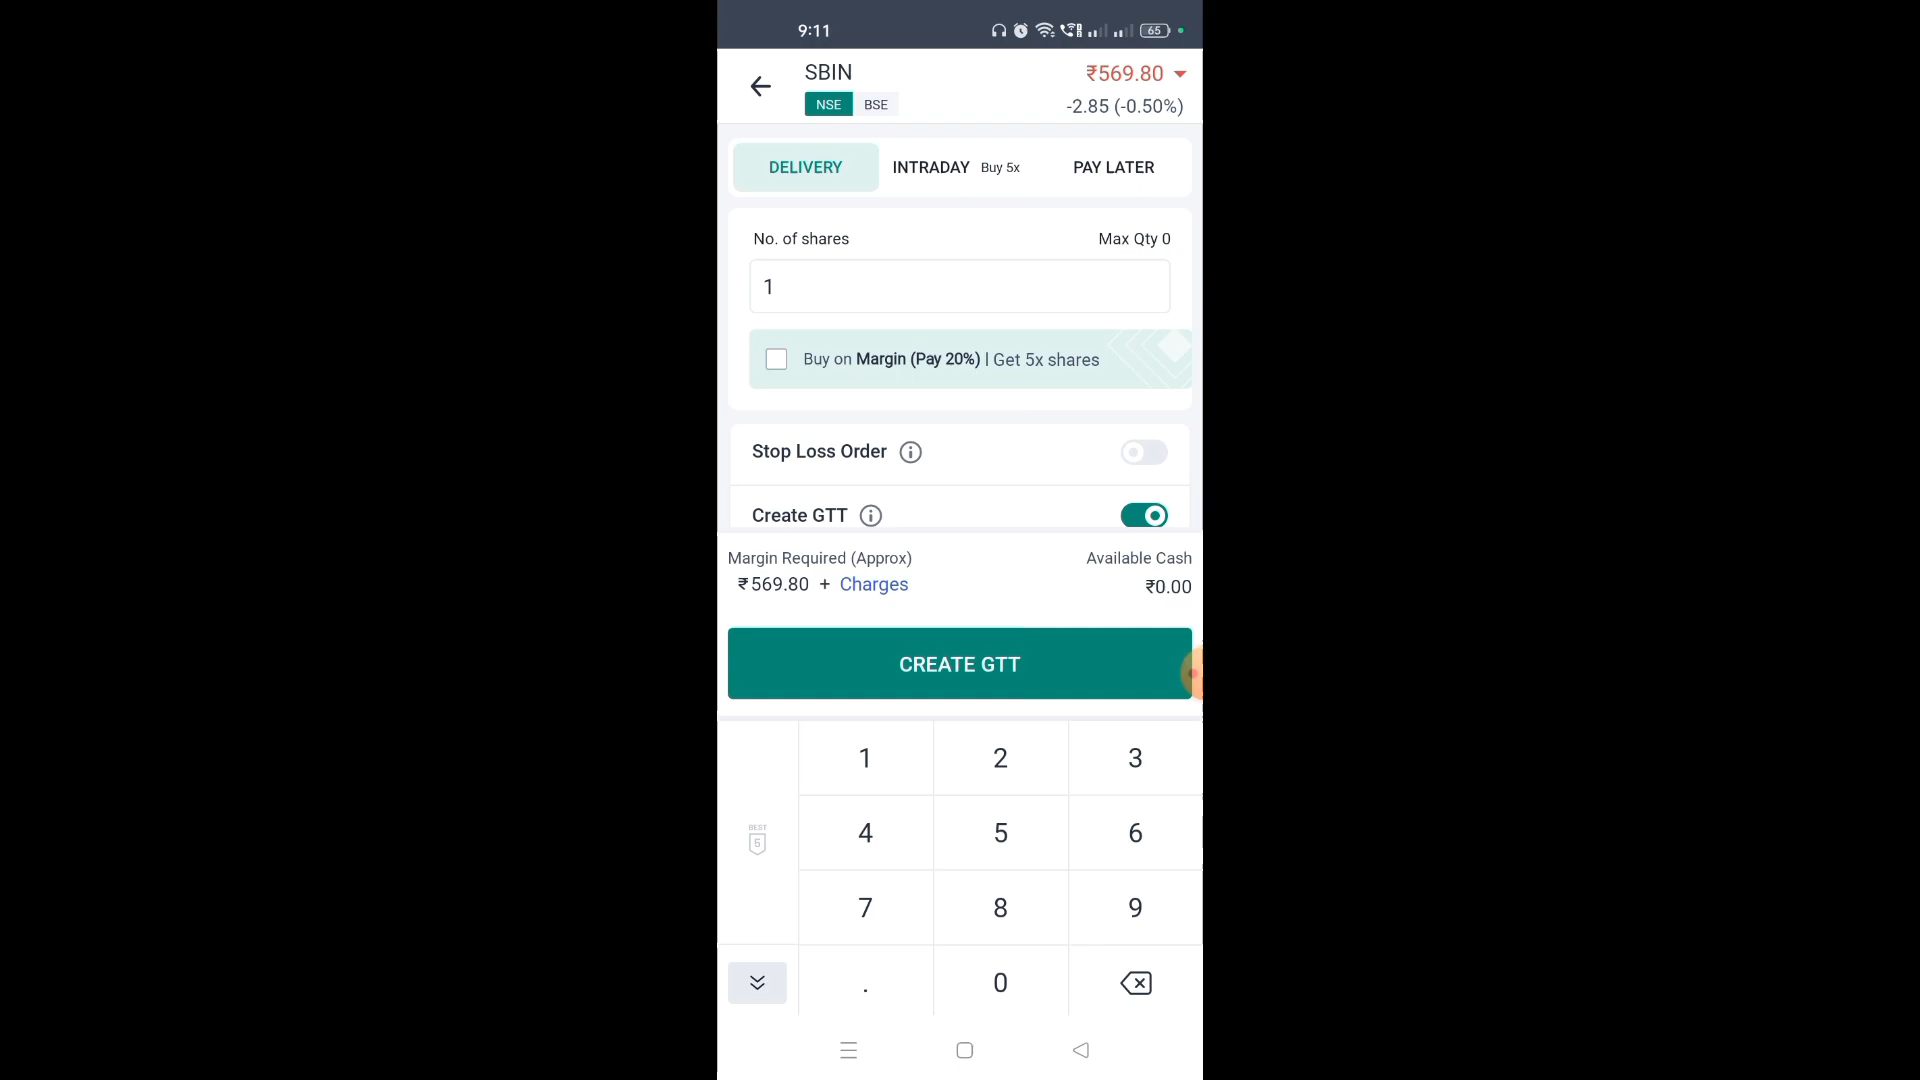 9:11
65
SBIN
₹569.80
NSE BSE
-2.85 (-0.50%)
DELIVERY INTRADAY Buy 5x PAY LATER
No. of shares Max Qty 0
1
Buy on Margin (Pay 20%) | Get 5x shares
Stop Loss Order
Create GTT
Margin Required (Approx) Available Cash
₹569.80 + Charges ₹0.00
CREATE GTT
1 2 3
BEST
5
4 5 6
7 8 9
. 0